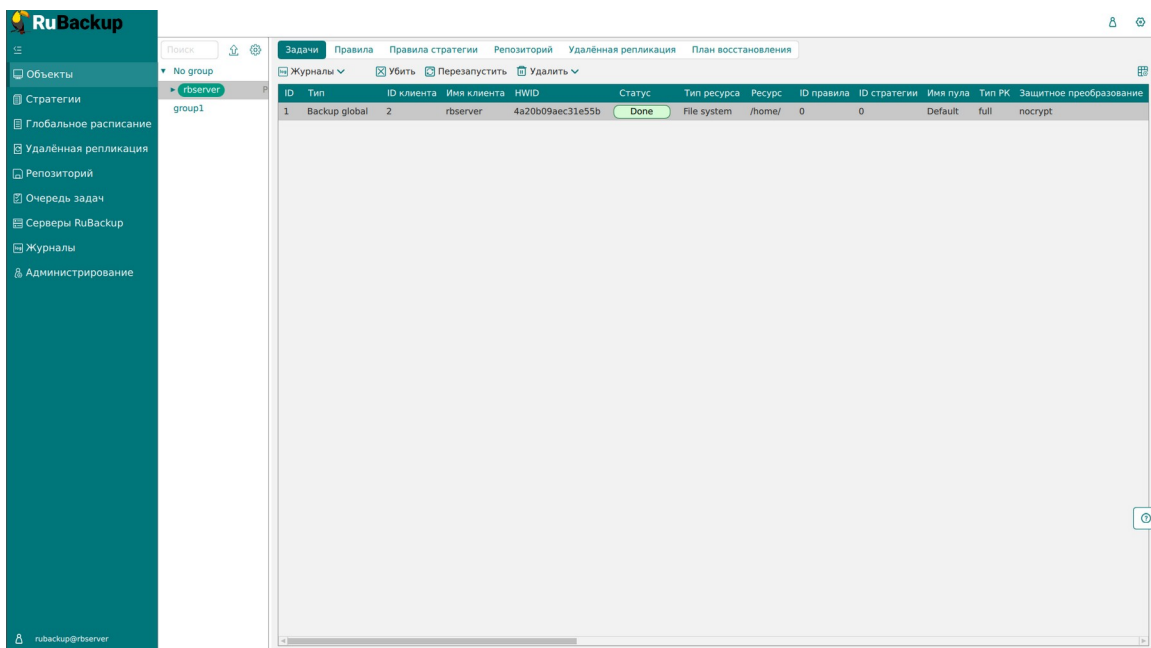 RuBackup
Объекты
Стратегии
Глобальное расписание
Удалённая репликация
Репозиторий
Очередь задач
Серверы RuBackup
Журналы
Администрирование
rubackup@rbserver
Поиск
No group
rbserver P
group1
Задачи Правила Правила стратегии Репозиторий Удалённая репликация План восстановления
Журналы Убить Перезапустить Удалить
ID Тип ID клиента Имя клиента HWID Статус Тип ресурса Ресурс ID правила ID стратегии Имя пула Тип РК Защитное преобразование
1 Backup global 2 rbserver 4a20b09aec31e55b Done File system /home/ 0 0 Default full nocrypt